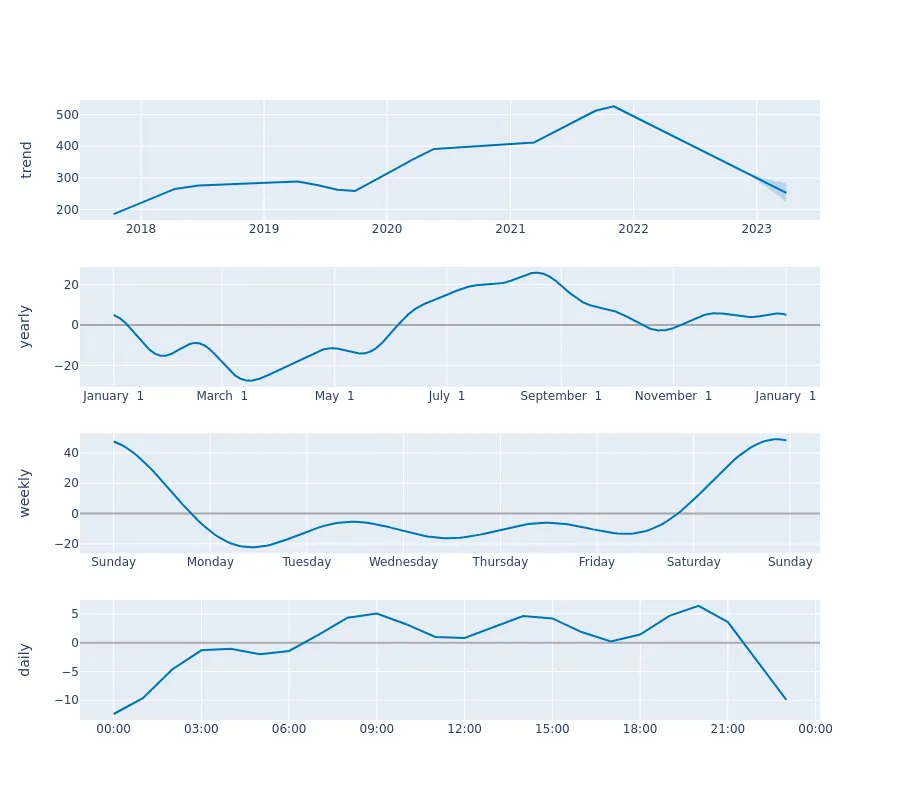 trend
500
400
300
200
2018 2019 2020 2021 2022 2023
yearly
20
0
−20
January 1 March 1 May 1 July 1 September 1 November 1 January 1
weekly
40
20
0
−20
Sunday Monday Tuesday Wednesday Thursday Friday Saturday Sunday
daily
5
0
−5
−10
00:00 03:00 06:00 09:00 12:00 15:00 18:00 21:00 00:00